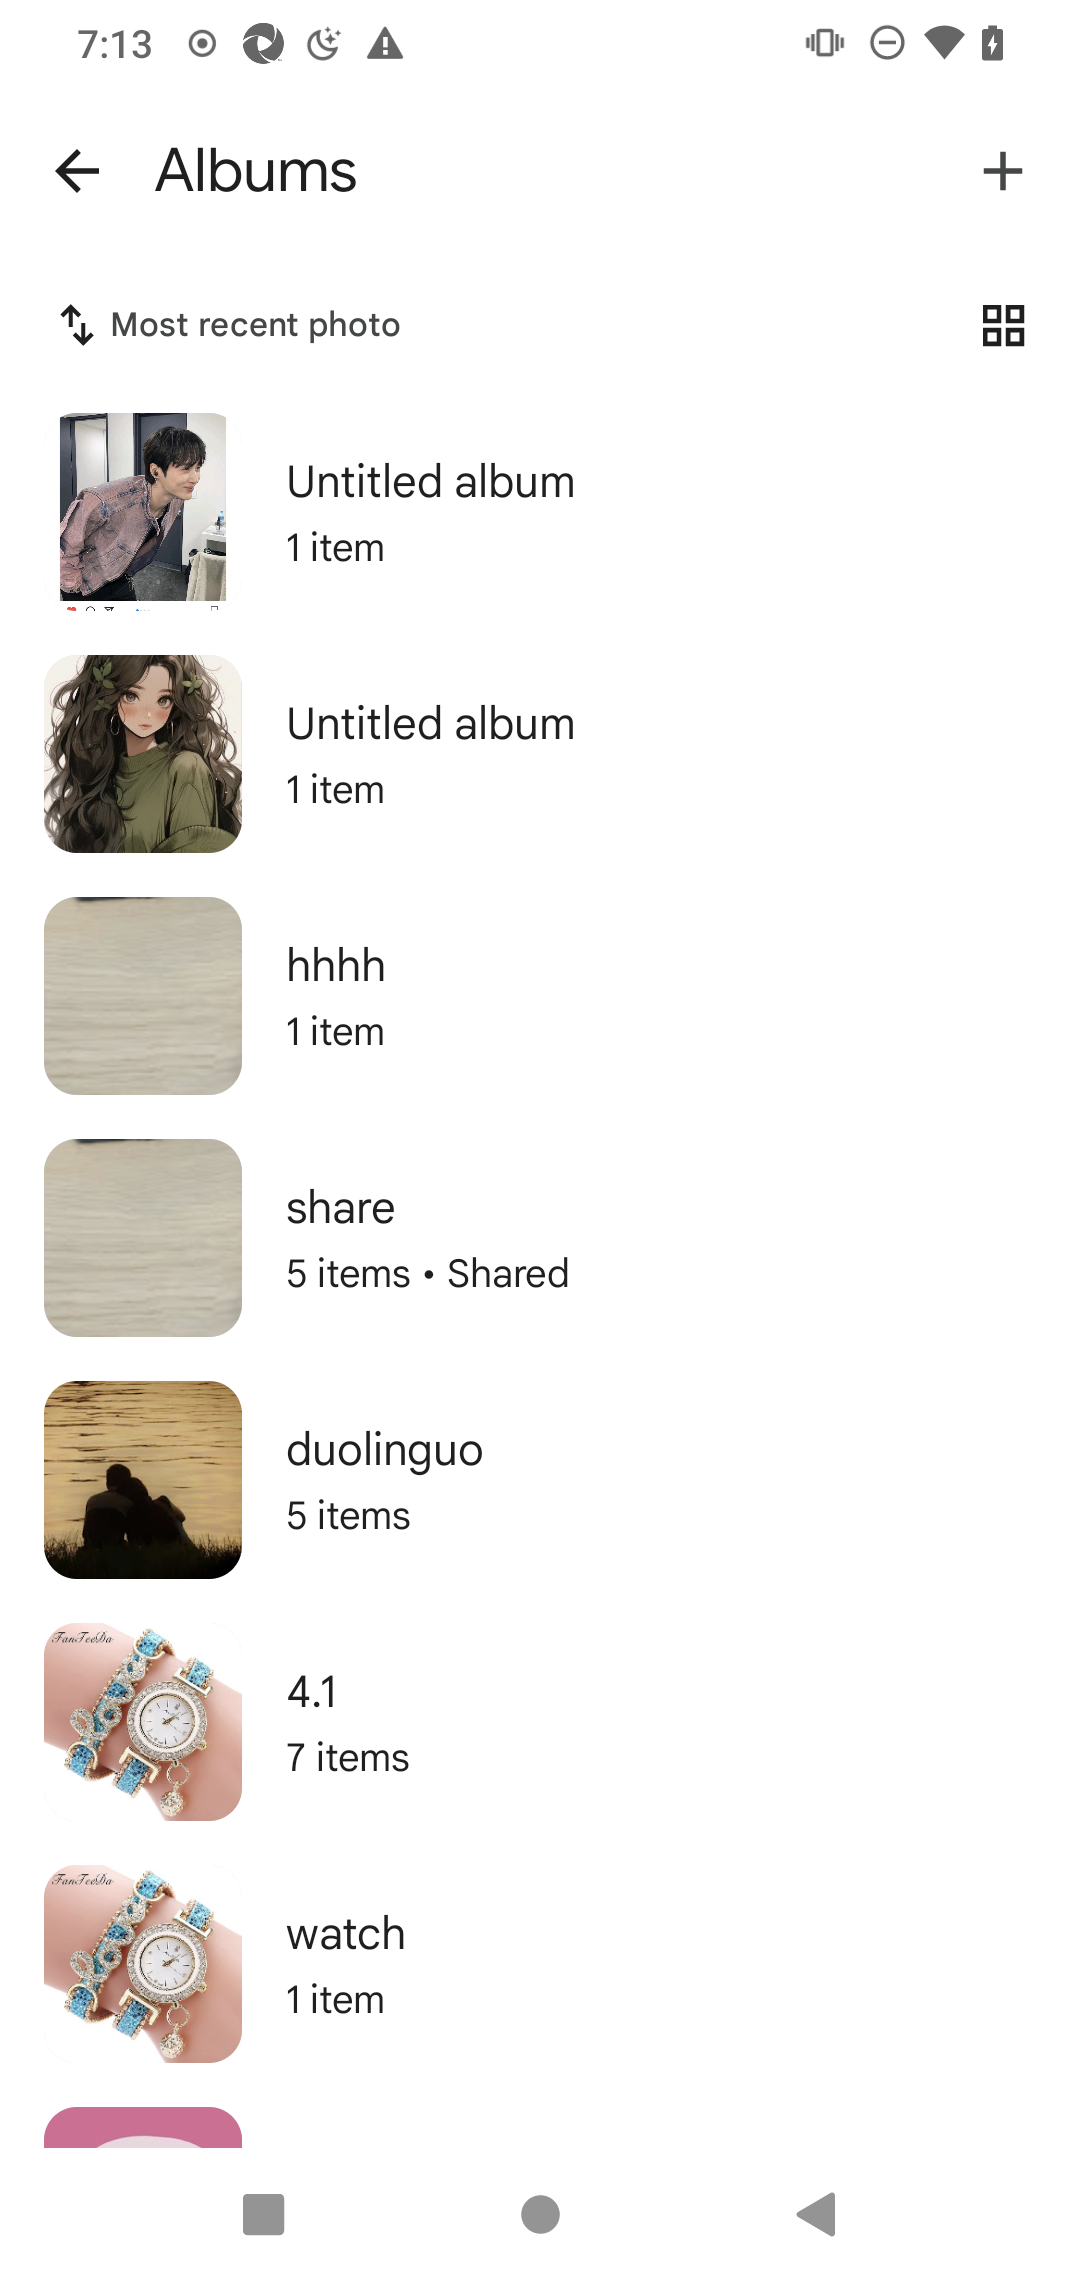 7:13
Albums
Most recent photo
Untitled album
1 item
Untitled album
1 item
hhhh
1 item
share
5 items • Shared
duolinguo
5 items
FanTeeDa
4.1
7 items
FanTeeDa
watch
1 item